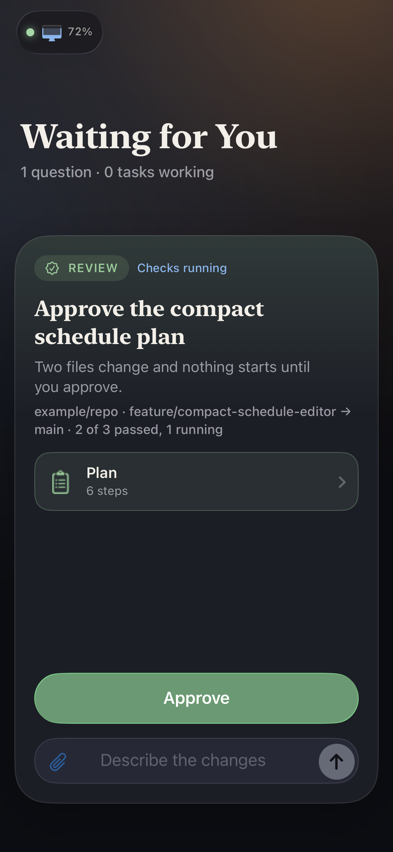 72%
Waiting for You
1 question · 0 tasks working
REVIEW Checks running
Approve the compact
schedule plan
Two files change and nothing starts until
you approve.
example/repo · feature/compact-schedule-editor →
main · 2 of 3 passed, 1 running
Plan
6 steps
Approve
Describe the changes